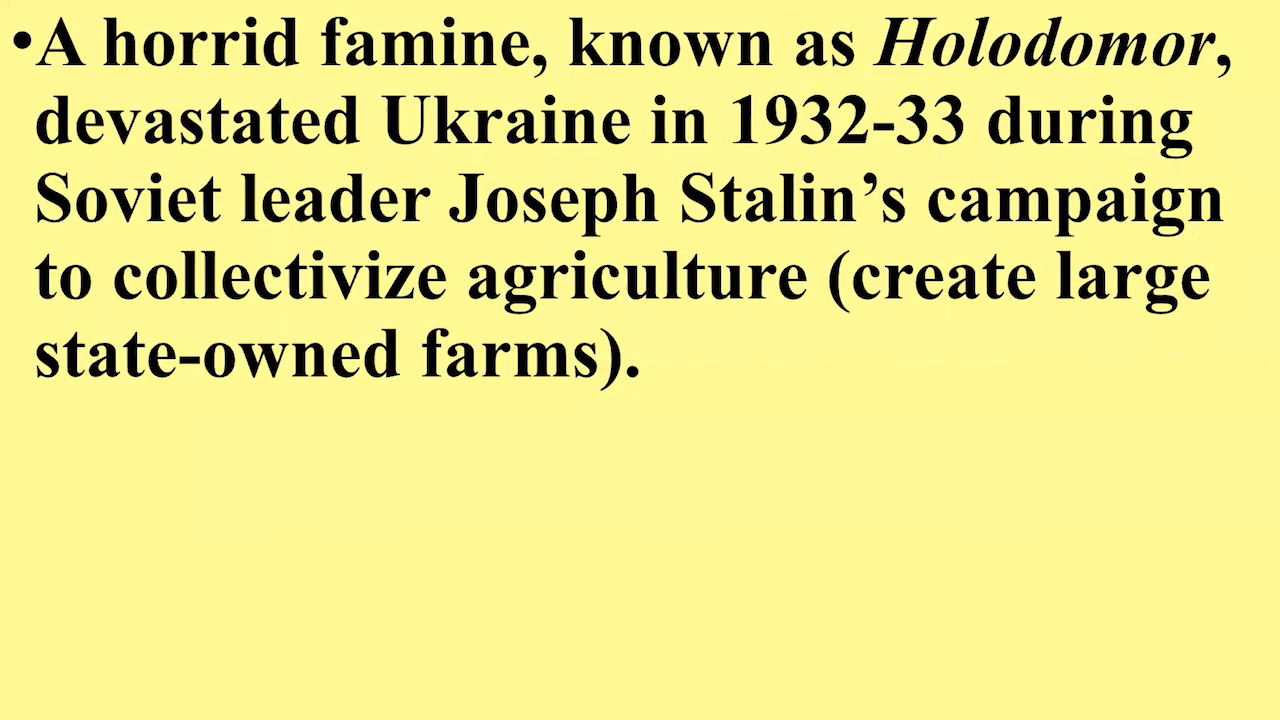 •A horrid famine, known as Holodomor,
devastated Ukraine in 1932-33 during
Soviet leader Joseph Stalin’s campaign
to collectivize agriculture (create large
state-owned farms).